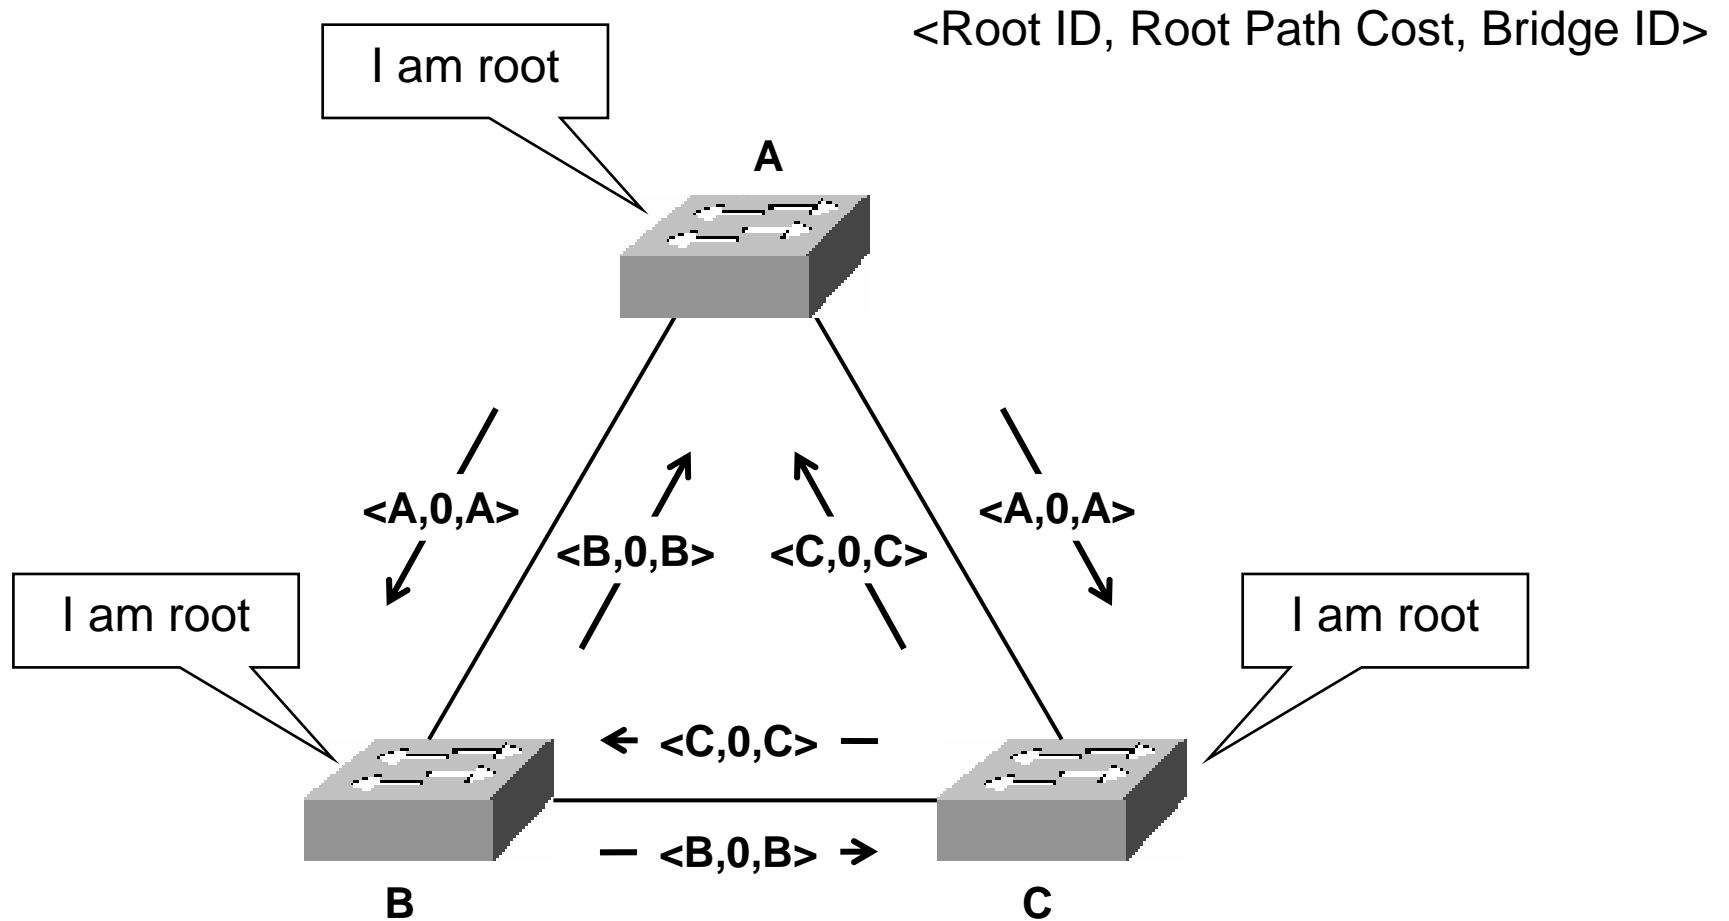 <Root ID, Root Path Cost, Bridge ID>
I am root
A
<A,0,A>
<A,0,A>
<B,0,B>
<C,0,C>
I am root
I am root
<C,0,C>
<B,0,B>
B
C